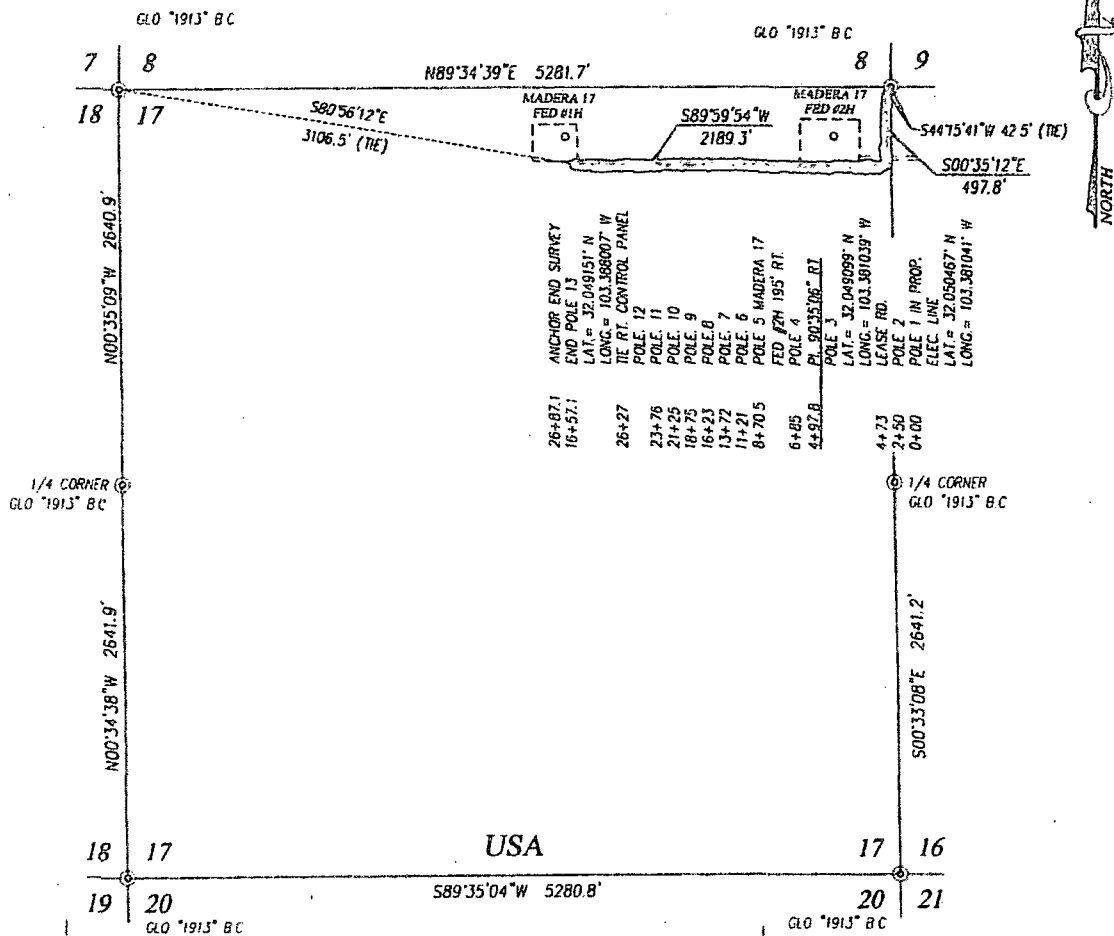 GLO "1913" B C
GLO "1913" B C
7 8
8 9
N89°34'39"E 5281.7'
18 17
S80°56'12"E
3106.5' (TIE)
MADERA 17
FED #1H
S89°59'54"W
2189.3'
MADERA 17
FED #2H
S44°15'41"W 42.5' (TIE)
S00°35'12"E
497.8'
NORTH
N00°35'09"W 2640.9'
26+87.1 ANCHOR END SURVEY
16+57.1 END POLE 13
LAT.= 32.049151° N
LONG.= 103.388007° W
26+27 TIE RT. CONTROL PANEL
23+76 POLE. 12
21+25 POLE. 11
18+75 POLE. 10
16+23 POLE. 9
13+72 POLE.8
11+21 POLE. 7
8+70.5 POLE. 6
POLE 5 MADERA 17
FED #2H 195' RT.
6+85 POLE 4
4+97.8 P.I. 90°35'06" RT
POLE 3
LAT.= 32.049099° N
LONG.= 103.381039° W
4+73 LEASE RD.
2+50 POLE 2
0+00 POLE 1 IN PROP.
ELEC. LINE
LAT.= 32.050467° N
LONG.= 103.381041° W
1/4 CORNER
GLO "1913" B C
1/4 CORNER
GLO "1913" B C
N00°34'38"W 2641.9'
S00°33'08"E 2641.2'
18 17
USA
17 16
S89°35'04"W 5280.8'
19 20
20 21
GLO "1913" B C
GLO "1913" B C